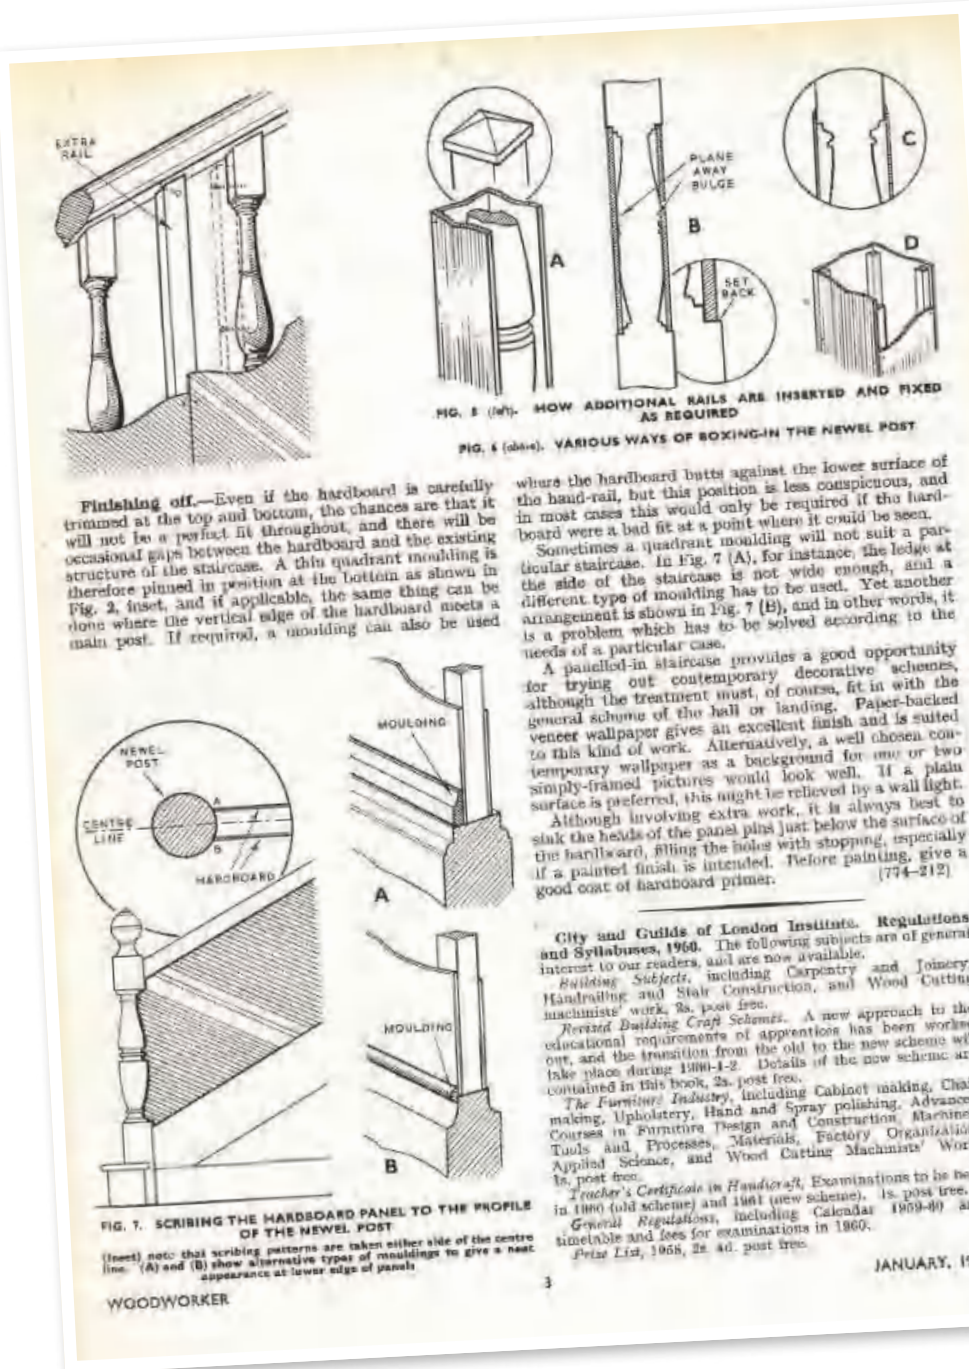 EXTRA
RAIL
A
PLANE
AWAY
BULGE
B
SET
BACK
C
D
FIG. 5 (left). HOW ADDITIONAL RAILS ARE INSERTED AND FIXED
AS REQUIRED
FIG. 6 (above). VARIOUS WAYS OF BOXING-IN THE NEWEL POST
Finishing off.—Even if the hardboard is carefully
trimmed at the top and bottom, the chances are that it
will not be a perfect fit throughout, and there will be
occasional gaps between the hardboard and the existing
structure of the staircase. A thin quadrant moulding is
therefore pinned in position at the bottom as shown in
Fig. 2, inset, and if applicable, the same thing can be
done where the vertical edge of the hardboard meets a
main post. If required, a moulding can also be used
where the hardboard butts against the lower surface of
the hand-rail, but this position is less conspicuous, and
in most cases this would only be required if the hard-
board were a bad fit at a point where it could be seen.
Sometimes a quadrant moulding will not suit a par-
ticular staircase. In Fig. 7 (A), for instance, the ledge at
the side of the staircase is not wide enough, and a
different type of moulding has to be used. Yet another
arrangement is shown in Fig. 7 (B), and in other words, it
is a problem which has to be solved according to the
needs of a particular case.
A panelled-in staircase provides a good opportunity
for trying out contemporary decorative schemes,
although the treatment must, of course, fit in with the
general scheme of the hall or landing. Paper-backed
veneer wallpaper gives an excellent finish and is suited
to this kind of work. Alternatively, a well chosen con-
temporary wallpaper as a background for one or two
simply-framed pictures would look well. If a plain
surface is preferred, this might be relieved by a wall light.
Although involving extra work, it is always best to
sink the heads of the panel pins just below the surface of
the hardboard, filling the holes with stopping, especially
if a painted finish is intended. Before painting, give a
good coat of hardboard primer. (774–212)
NEWEL
POST
A
CENTRE
LINE
B
HARDBOARD
MOULDING
A
MOULDING
B
FIG. 7. SCRIBING THE HARDBOARD PANEL TO THE PROFILE
OF THE NEWEL POST
(Inset) note that scribing patterns are taken either side of the centre
line. (A) and (B) show alternative types of mouldings to give a neat
appearance at lower edge of panels
City and Guilds of London Institute. Regulations
and Syllabuses, 1960. The following subjects are of general
interest to our readers, and are now available.
Building Subjects, including Carpentry and Joinery,
Handrailing and Stair Construction, and Wood Cutting
machinists' work, 2s. post free.
Revised Building Craft Schemes. A new approach to the
educational requirements of apprentices has been worke
out, and the transition from the old to the new scheme wi
take place during 1960-1-2. Details of the new scheme ar
contained in this book, 2s. post free.
The Furniture Industry, including Cabinet making, Chai
making, Upholstery, Hand and Spray polishing, Advance
Courses in Furniture Design and Construction, Machine
Tools and Processes, Materials, Factory Organizatio
Applied Science, and Wood Cutting Machinists' Wor
1s. post free.
Teacher's Certificate in Handicraft, Examinations to be he
in 1960 (old scheme) and 1961 (new scheme). 1s. post free.
General Regulations, including Calendar 1959-60 a
timetable and fees for examinations in 1960.
Prize List, 1958, 2s. post free.
WOODWORKER
3
JANUARY, 19